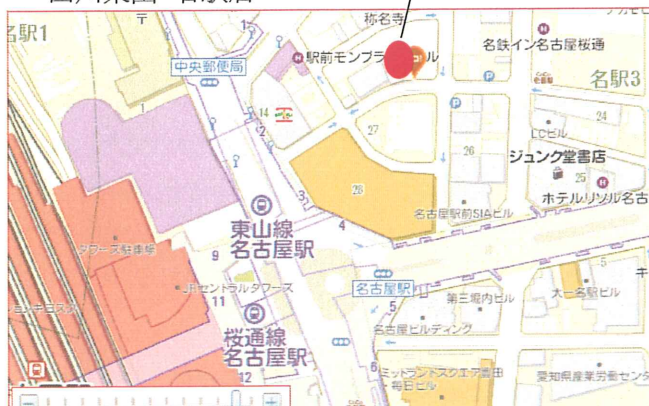 名駅1
〒
称名寺
駅前モンブラン
ル
名鉄イン名古屋桜通
中央郵便局
名駅3
1
1
14
2
27
24
LCビル
26
ジュンク堂書店
28
25
3
ホテルリソル名古
名古屋駅前SIAビル
東山線
名古屋駅
4
9
タワーズ駐車場
JRセントラルタワーズ
11
名古屋駅
5
5
キ
第三堀内ビル
大一名駅ビル
桜通線
名古屋駅
名古屋ビルディング
6
12
ミッドランドスクエア豊田
・毎日ビル
愛知県産業労働センタ